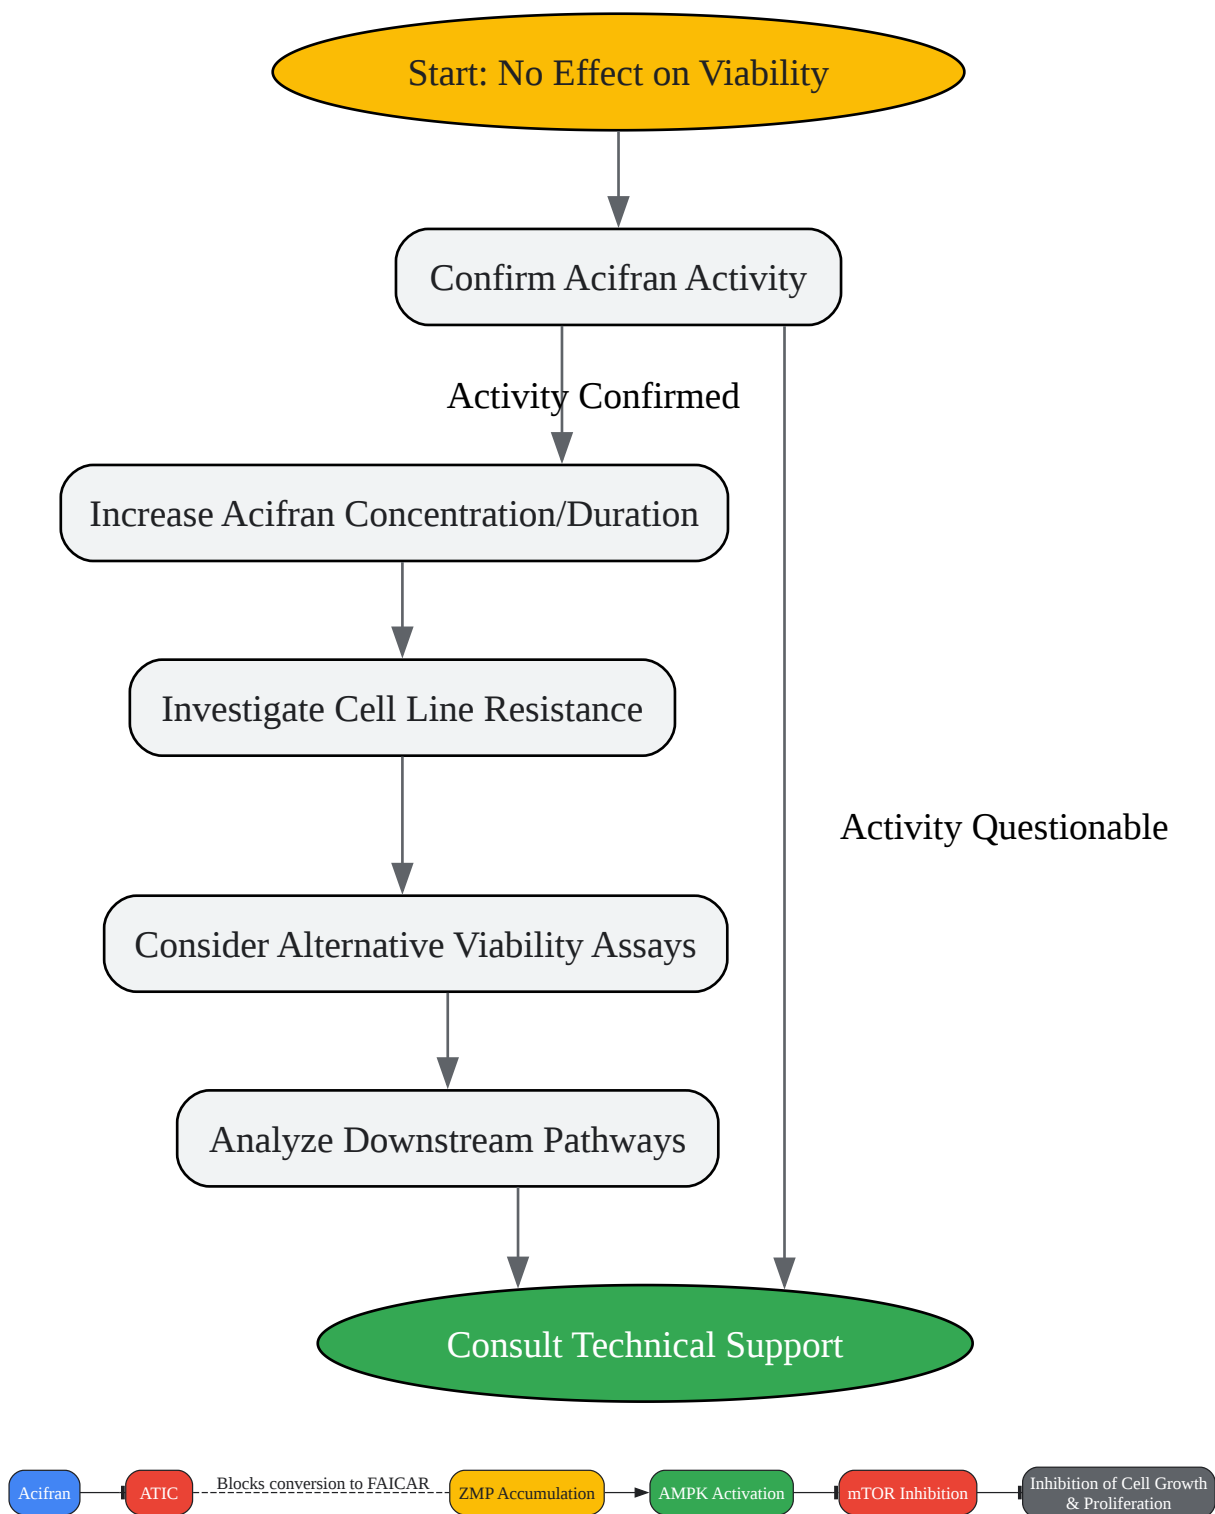 Start: No Effect on Viability
Confirm Acifran Activity
Activity Confirmed
Increase Acifran Concentration/Duration
Investigate Cell Line Resistance
Activity Questionable
Consider Alternative Viability Assays
Analyze Downstream Pathways
Consult Technical Support
Acifran
ATIC
Blocks conversion to FAICAR
ZMP Accumulation
AMPK Activation
mTOR Inhibition
Inhibition of Cell Growth
& Proliferation